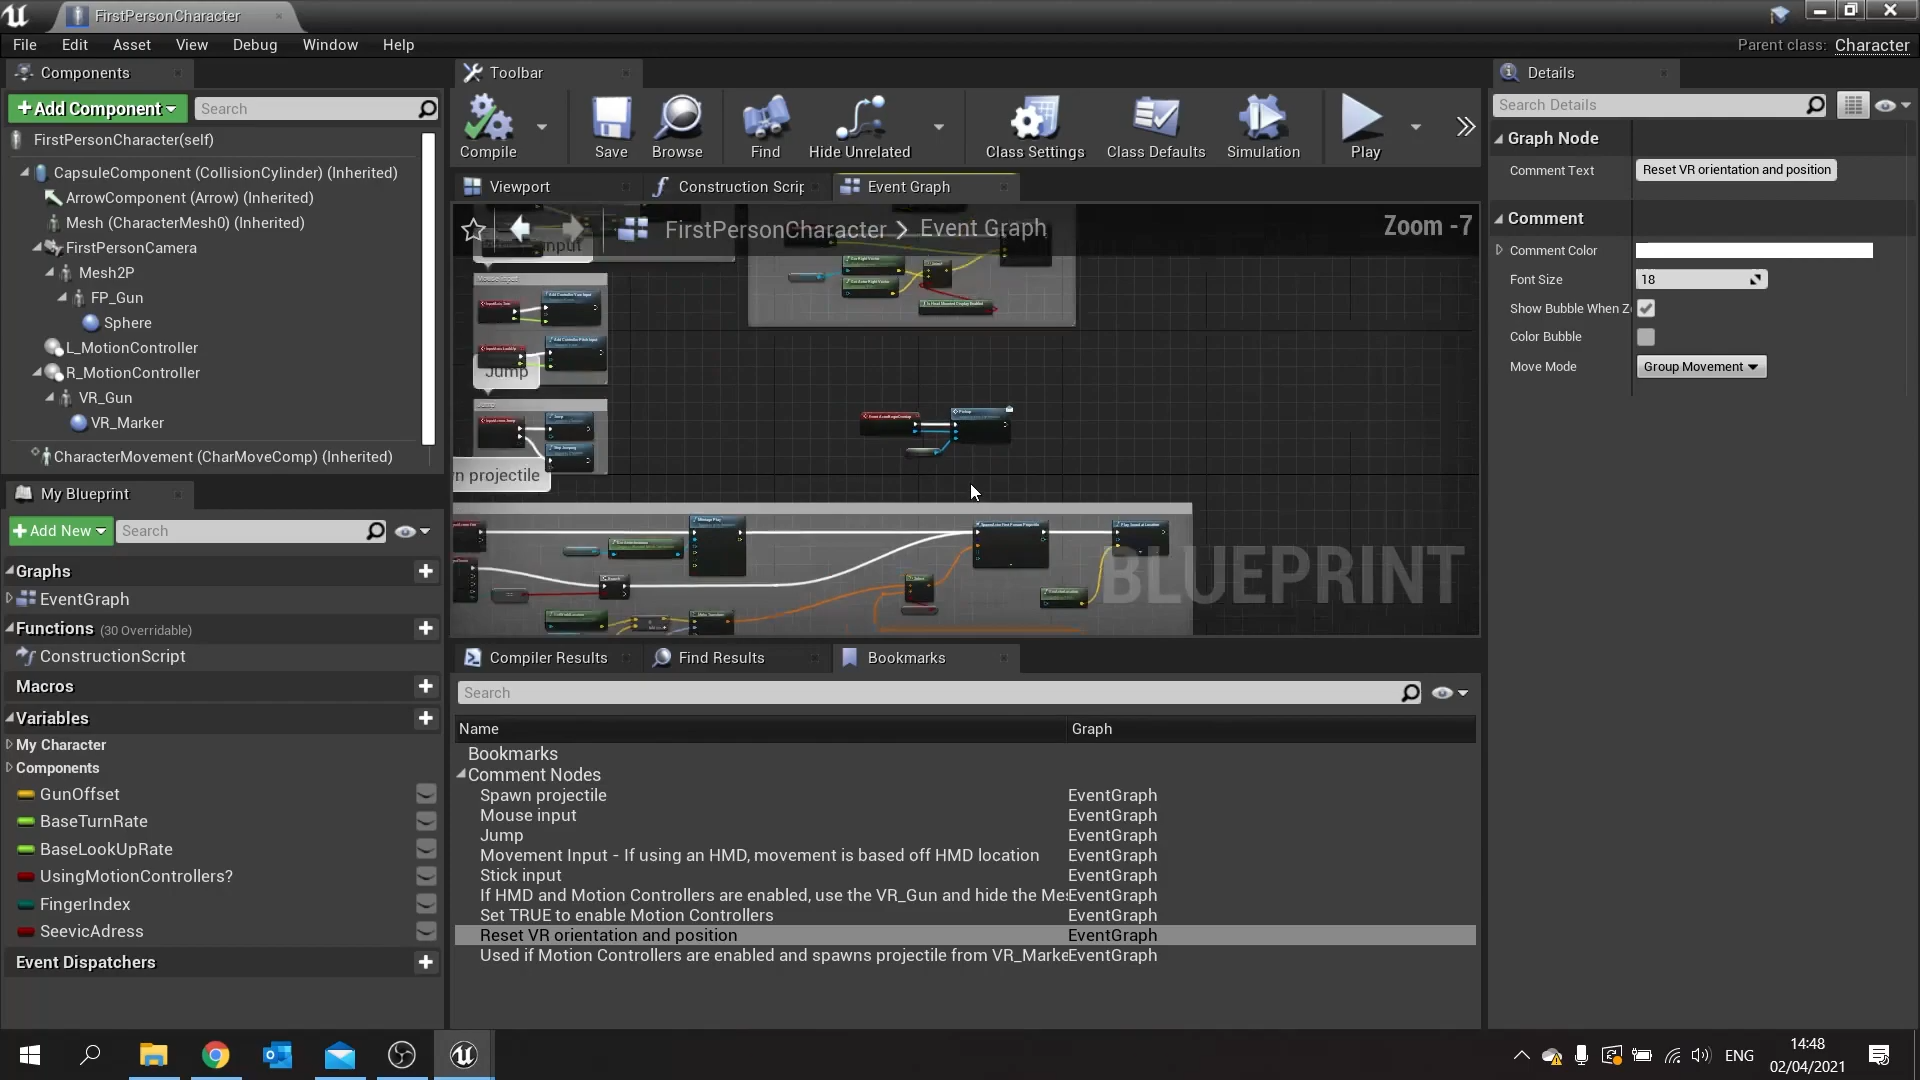 FirstPersonCharacter
File Edit Asset View Debug Window Help
Parent class: Character
Components
Toolbar
Details
Add Component
Search
Search Details
FirstPersonCharacter(self)
Compile
Save
Browse
Find
Hide Unrelated
Class Settings
Class Defaults
Simulation
Play
Graph Node
Comment Text
Reset VR orientation and position
CapsuleComponent (CollisionCylinder) (Inherited)
ArrowComponent (Arrow) (Inherited)
Mesh (CharacterMesh0) (Inherited)
FirstPersonCamera
Mesh2P
FP_Gun
Sphere
L_MotionController
R_MotionController
VR_Gun
VR_Marker
CharacterMovement (CharMoveComp) (Inherited)
Viewport
Construction Scrip
Event Graph
FirstPersonCharacter > Event Graph
Zoom -7
input
Jump
wn projectile
BLUEPRINT
Comment
Comment Color
Font Size
18
Show Bubble When Z
Color Bubble
Move Mode
Group Movement
My Blueprint
Add New
Search
Graphs
EventGraph
Functions (30 Overridable)
ConstructionScript
Macros
Variables
My Character
Components
GunOffset
BaseTurnRate
BaseLookUpRate
UsingMotionControllers?
FingerIndex
SeevicAdress
Event Dispatchers
Compiler Results
Find Results
Bookmarks
Search
Name Graph
Bookmarks
Comment Nodes
Spawn projectile EventGraph
Mouse input EventGraph
Jump EventGraph
Movement Input - If using an HMD, movement is based off HMD location EventGraph
Stick input EventGraph
If HMD and Motion Controllers are enabled, use the VR_Gun and hide the Me EventGraph
Set TRUE to enable Motion Controllers EventGraph
Reset VR orientation and position EventGraph
Used if Motion Controllers are enabled and spawns projectile from VR_Marke EventGraph
ENG
14:48
02/04/2021